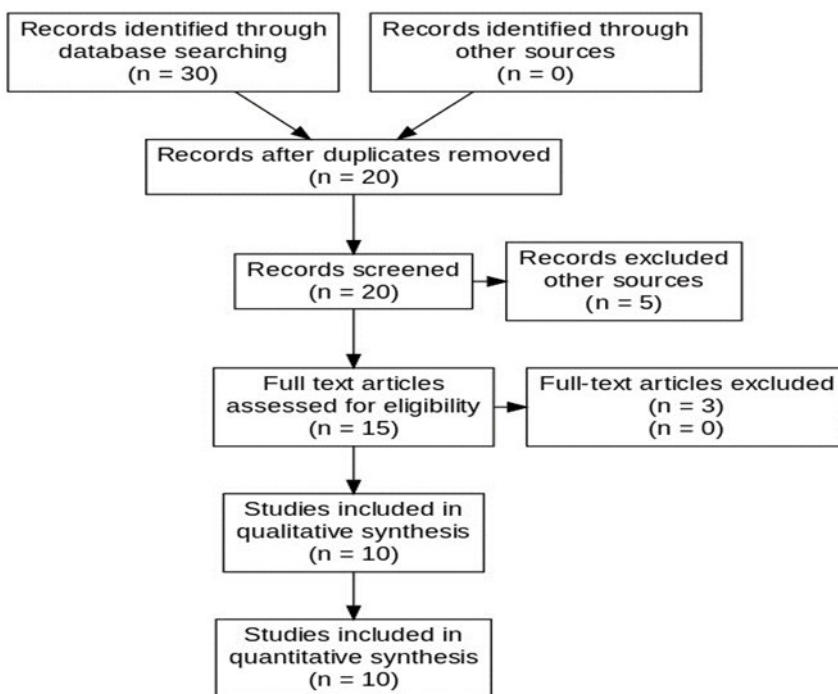 Records identified through
database searching
(n = 30)
Records identified through
other sources
(n = 0)
Records after duplicates removed
(n = 20)
Records screened
(n = 20)
Records excluded
other sources
(n = 5)
Full text articles
assessed for eligibility
(n = 15)
Full-text articles excluded
(n = 3)
(n = 0)
Studies included in
qualitative synthesis
(n = 10)
Studies included in
quantitative synthesis
(n = 10)